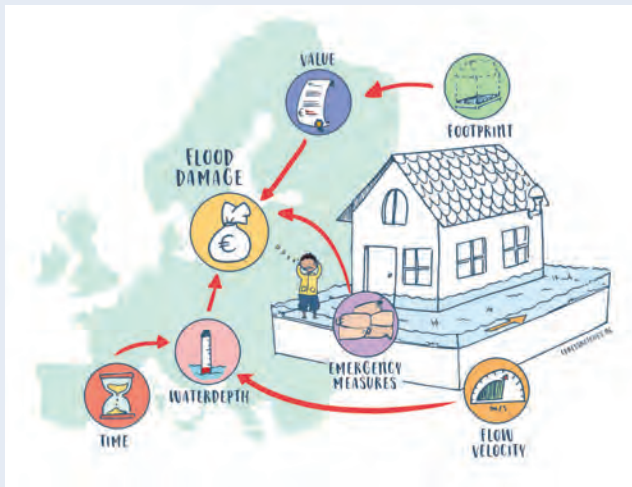 VALUE
FOOTPRINT
FLOOD
DAMAGE
€
EMERGENCY
MEASURES
WATERDEPTH
TIME
m/s
FLOW
VELOCITY